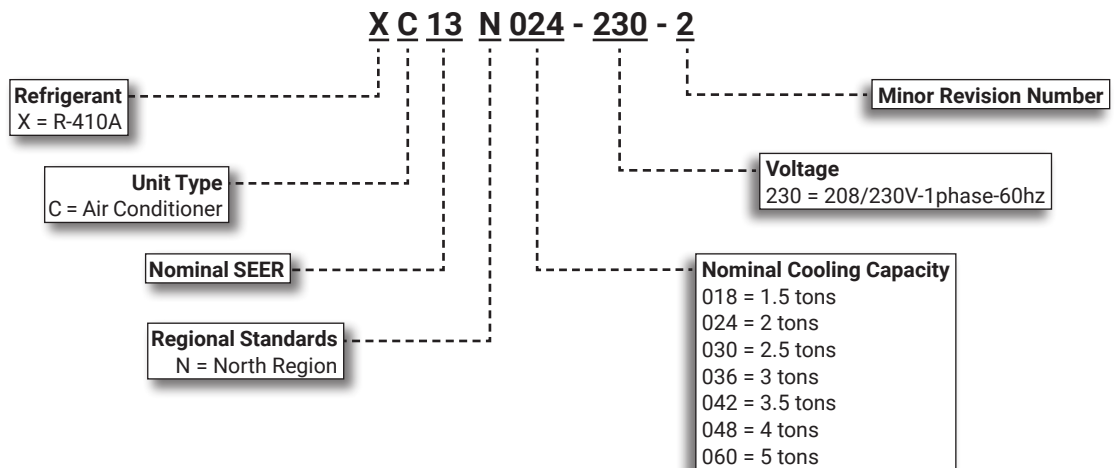 X C 13 N 024 - 230 - 2
Refrigerant
X = R-410A
Minor Revision Number
Unit Type
C = Air Conditioner
Voltage
230 = 208/230V-1phase-60hz
Nominal SEER
Nominal Cooling Capacity
018 = 1.5 tons
024 = 2 tons
030 = 2.5 tons
036 = 3 tons
042 = 3.5 tons
048 = 4 tons
060 = 5 tons
Regional Standards
N = North Region